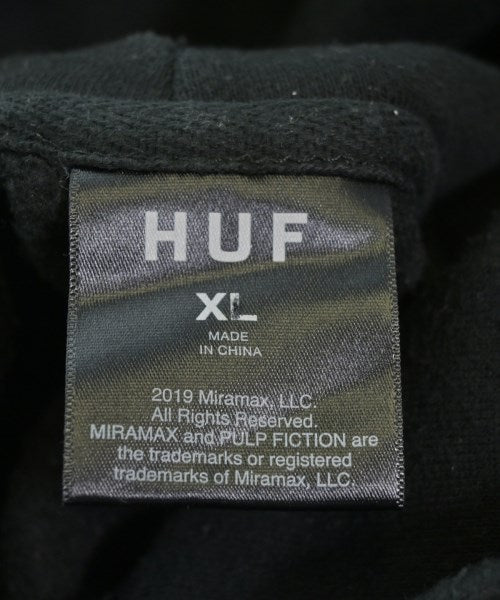 HUF
XL
MADE
IN CHINA
2019 Miramax, LLC.
All Rights Reserved.
MIRAMAX and PULP FICTION are
the trademarks or registered
trademarks of Miramax, LLC.